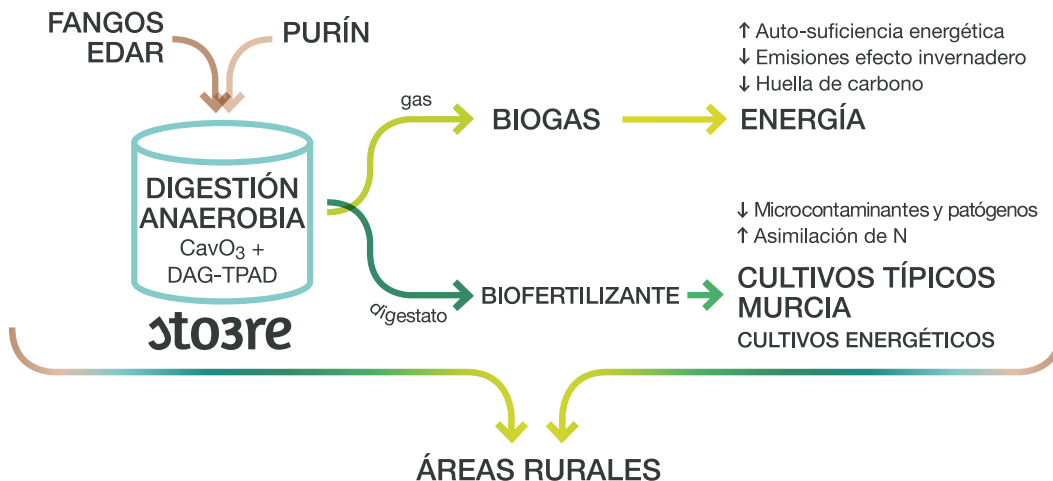 FANGOS
EDAR
PURÍN
DIGESTIÓN
ANAEROBIA
CavO3 +
DAG-TPAD
sto3re
gas
BIOGAS
↑ Auto-suficiencia energética
↓ Emisiones efecto invernadero
↓ Huella de carbono
ENERGÍA
digestato
BIOFERTILIZANTE
↓ Microcontaminantes y patógenos
↑ Asimilación de N
CULTIVOS TÍPICOS
MURCIA
CULTIVOS ENERGÉTICOS
ÁREAS RURALES